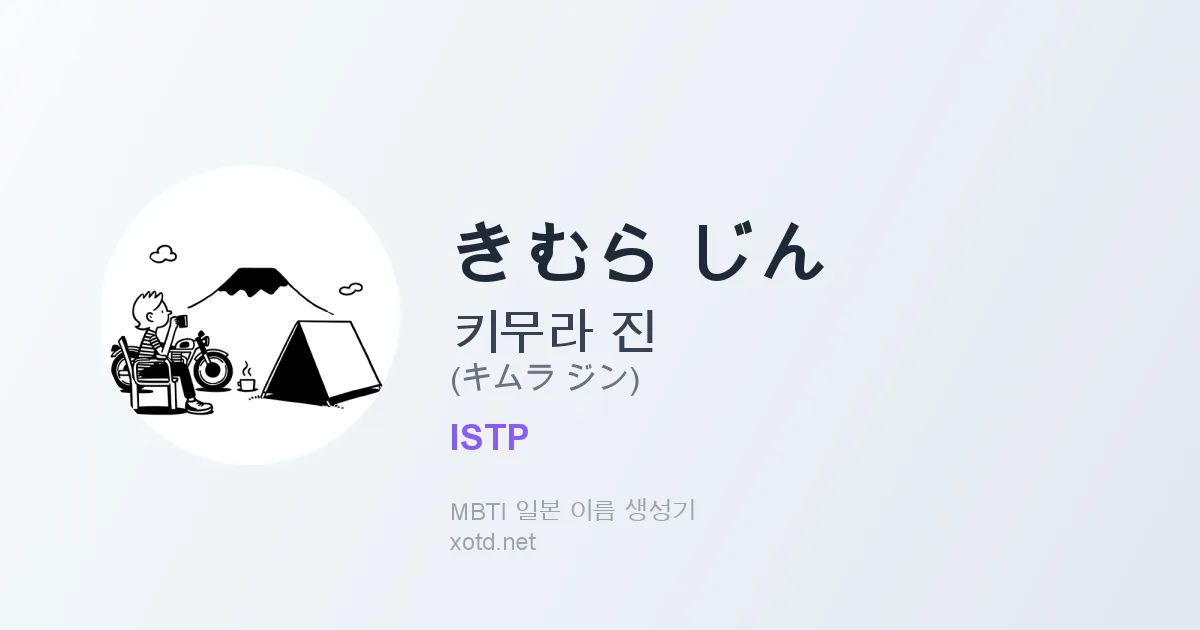 きむら じん
키무라 진
(キムラ ジン)
ISTP
MBTI 일본 이름 생성기
xotd.net